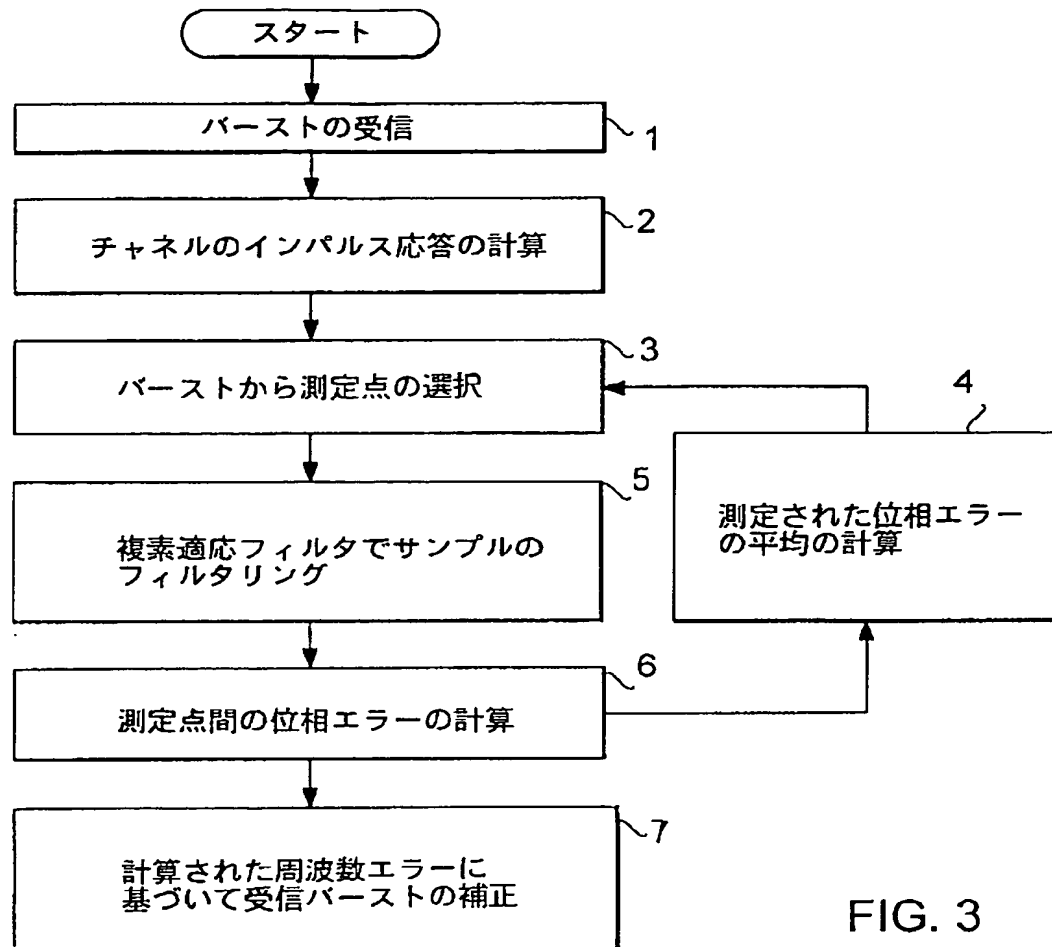 スタート
バーストの受信
1
チャネルのインパルス応答の計算
2
バーストから測定点の選択
3
測定された位相エラー
の平均の計算
4
複素適応フィルタでサンプルの
フィルタリング
5
測定点間の位相エラーの計算
6
計算された周波数エラーに
基づいて受信バーストの補正
7
FIG. 3